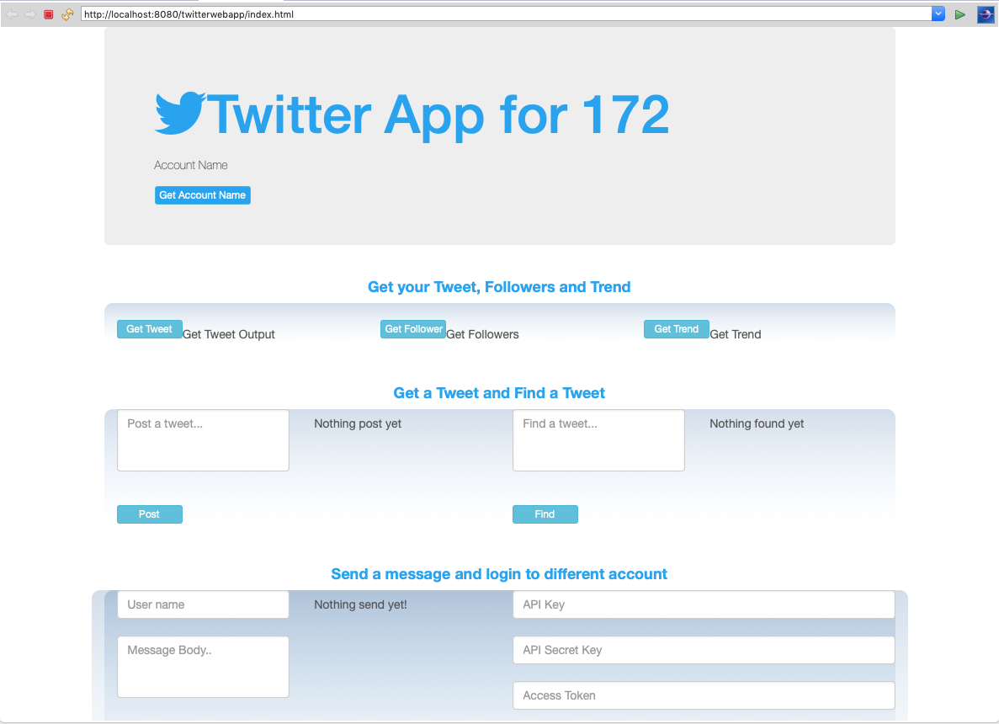 http://localhost:8080/twitterwebapp/index.html
Twitter App for 172
Account Name
Get Account Name
Get your Tweet, Followers and Trend
Get Tweet Get Tweet Output Get Follower Get Followers Get Trend Get Trend
Get a Tweet and Find a Tweet
Post a tweet... Nothing post yet Find a tweet... Nothing found yet
Post Find
Send a message and login to different account
User name Nothing send yet! API Key
Message Body.. API Secret Key
Access Token